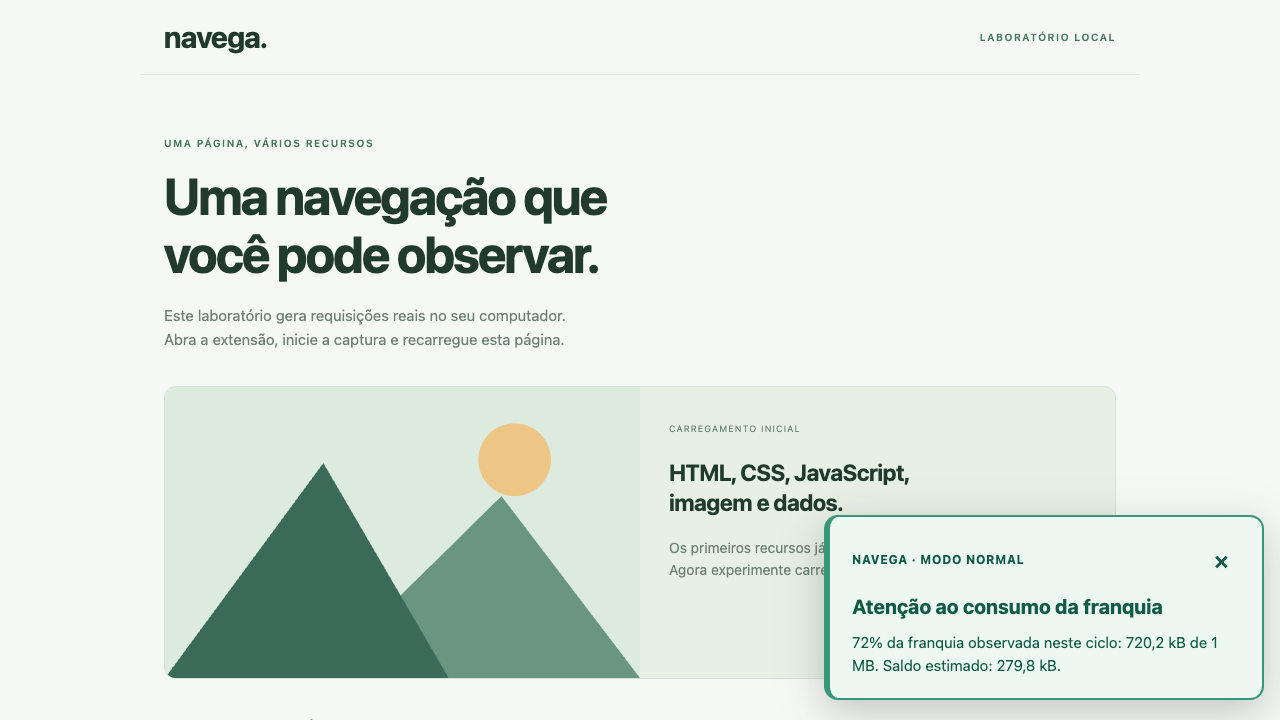 navega.
LABORATÓRIO LOCAL
UMA PÁGINA, VÁRIOS RECURSOS
Uma navegação que
você pode observar.
Este laboratório gera requisições reais no seu computador.
Abra a extensão, inicie a captura e recarregue esta página.
CARREGAMENTO INICIAL
HTML, CSS, JavaScript,
imagem e dados.
Os primeiros recursos já
Agora experimente
NAVEGA · MODO NORMAL
×
Atenção ao consumo da franquia
72% da franquia observada neste ciclo: 720,2 kB de 1
MB. Saldo estimado: 279,8 kB.